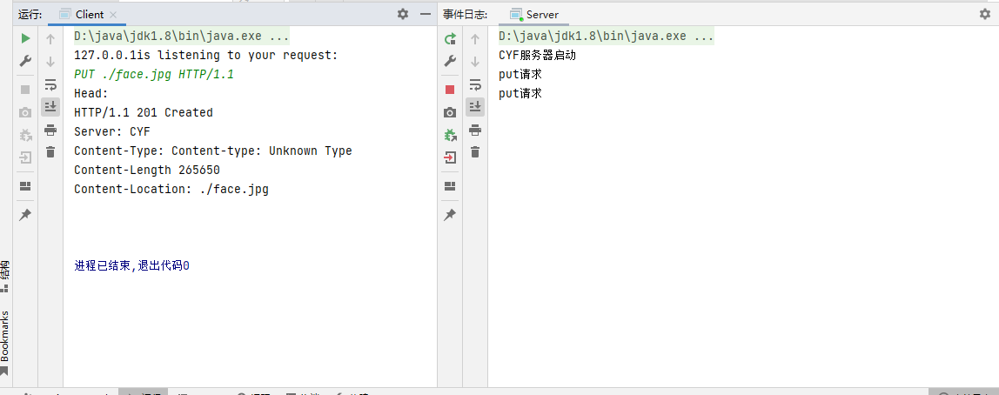 运行: Client
D:\java\jdk1.8\bin\java.exe ...
127.0.0.1is listening to your request:
PUT ./face.jpg HTTP/1.1
Head:
HTTP/1.1 201 Created
Server: CYF
Content-Type: Content-type: Unknown Type
Content-Length 265650
Content-Location: ./face.jpg
进程已结束,退出代码0
事件日志: Server
D:\java\jdk1.8\bin\java.exe ...
CYF服务器启动
put请求
put请求
结构
Bookmarks